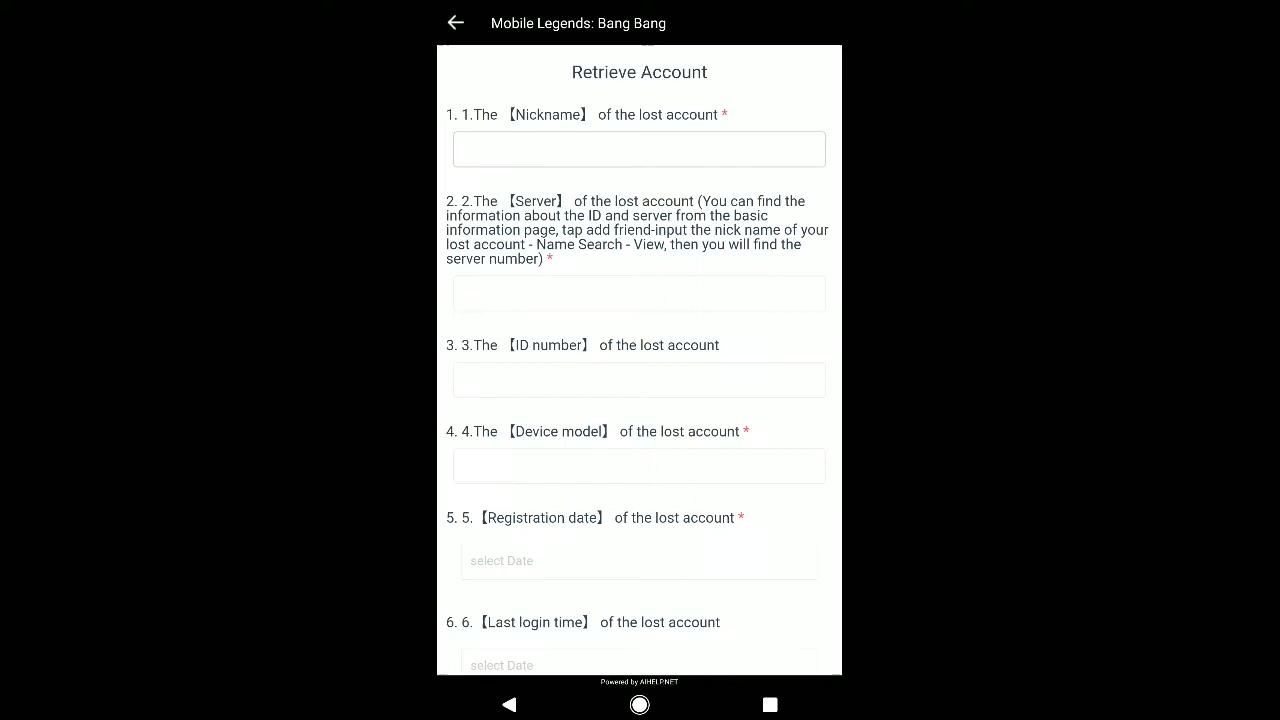 Mobile Legends: Bang Bang
Retrieve Account
1. 1.The 【Nickname】 of the lost account *
2. 2.The 【Server】 of the lost account (You can find the
information about the ID and server from the basic
information page, tap add friend-input the nick name of your
lost account - Name Search - View, then you will find the
server number) *
3. 3.The 【ID number】 of the lost account
4. 4.The 【Device model】 of the lost account *
5. 5.【Registration date】 of the lost account *
select Date
6. 6.【Last login time】 of the lost account
select Date
Powered by AIHELP.NET